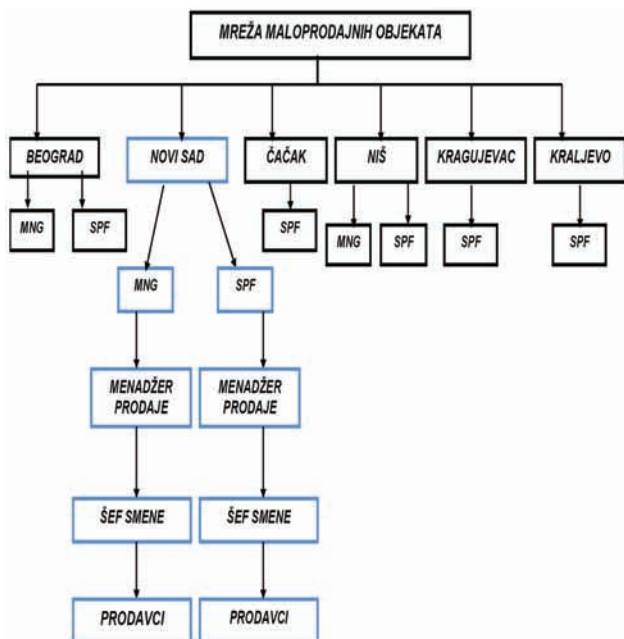 MREŽA MALOPRODAJNIH OBJEKATA
BEOGRAD
NOVI SAD
ČAČAK
NIŠ
KRAGUJEVAC
KRALJEVO
MNG
SPF
SPF
MNG
SPF
SPF
SPF
MNG
SPF
MENADŽER
PRODAJE
MENADŽER
PRODAJE
ŠEF SMENE
ŠEF SMENE
PRODAVCI
PRODAVCI